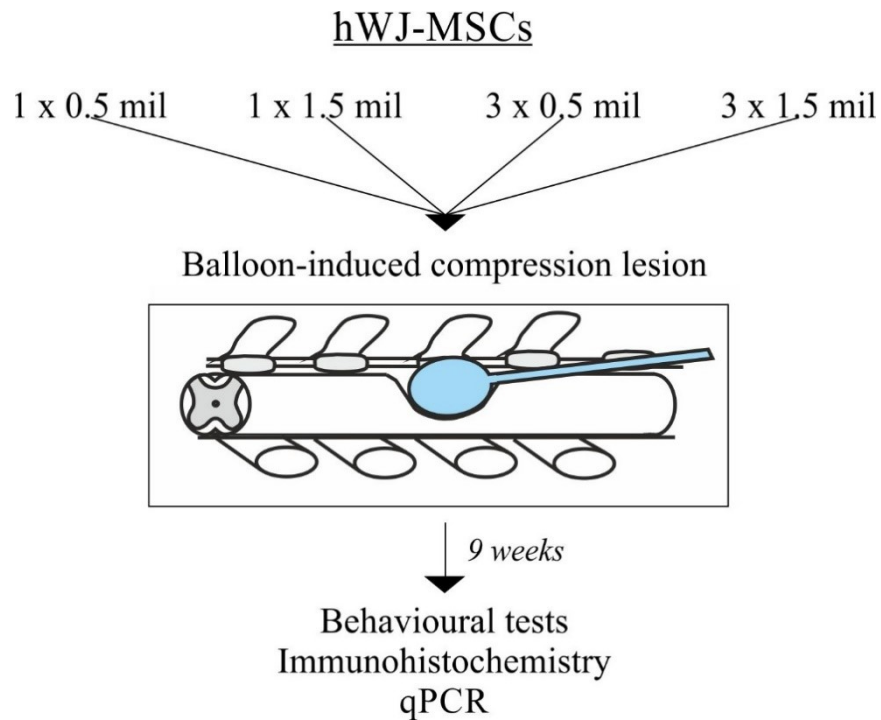 hWJ-MSCs
1 x 0.5 mil 1 x 1.5 mil 3 x 0.5 mil 3 x 1.5 mil
Balloon-induced compression lesion
9 weeks
Behavioural tests
Immunohistochemistry
qPCR